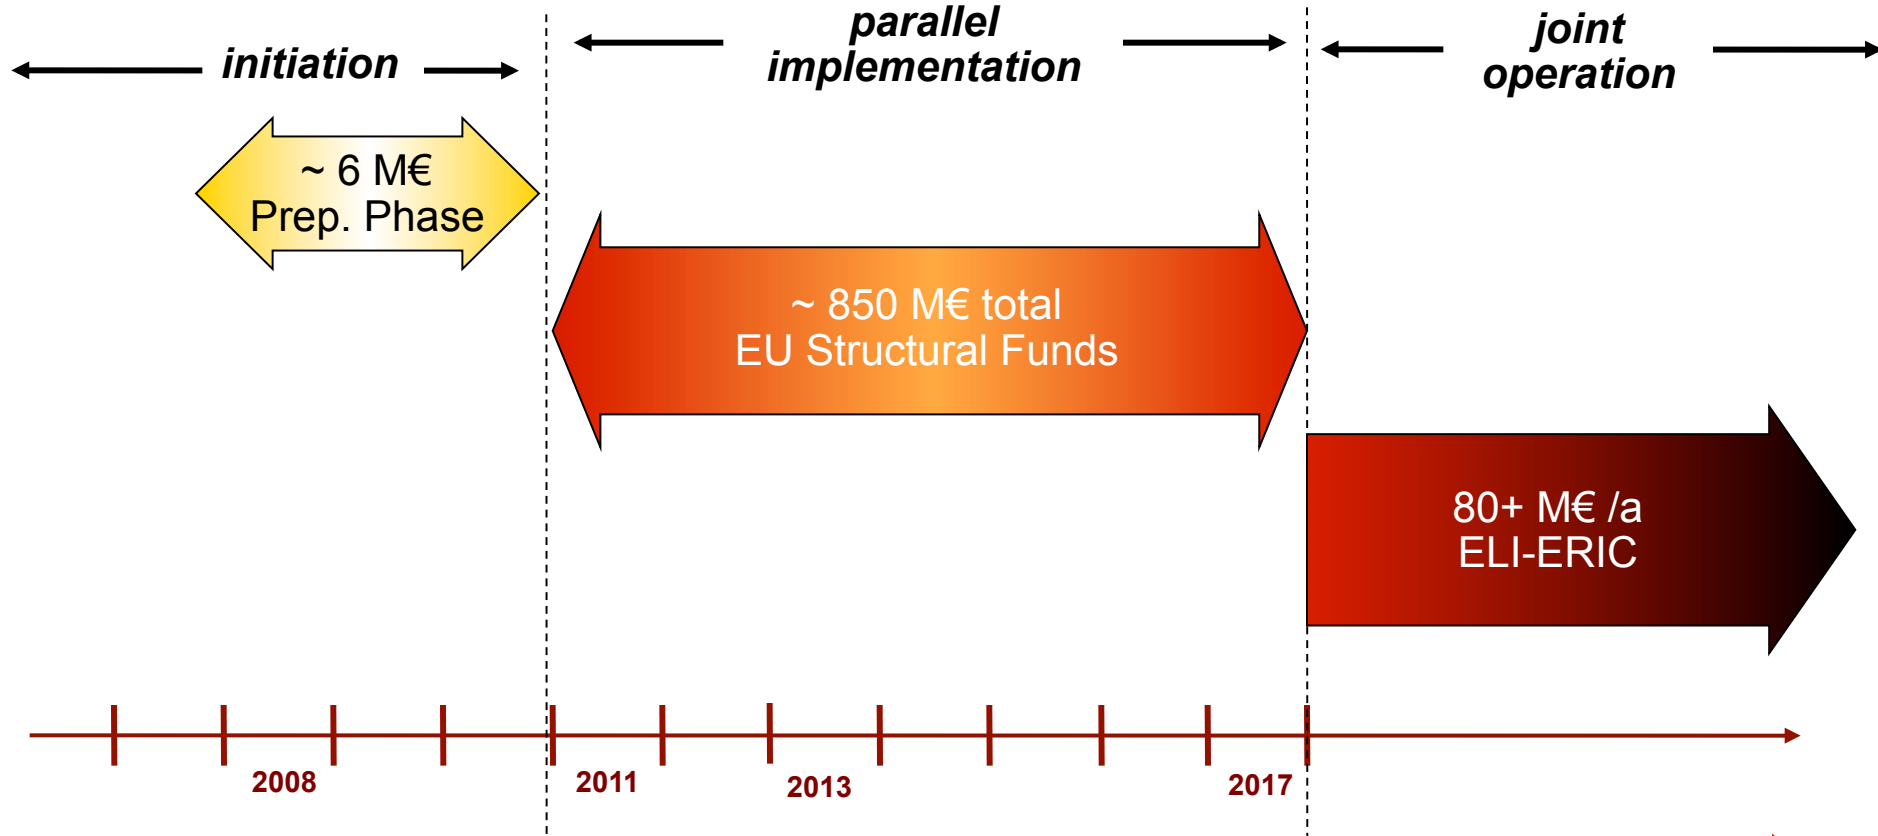 initiation
parallel
implementation
joint
operation
~ 6 M€
Prep. Phase
~ 850 M€ total
EU Structural Funds
80+ M€ /a
ELI-ERIC
2008
2011
2013
2017